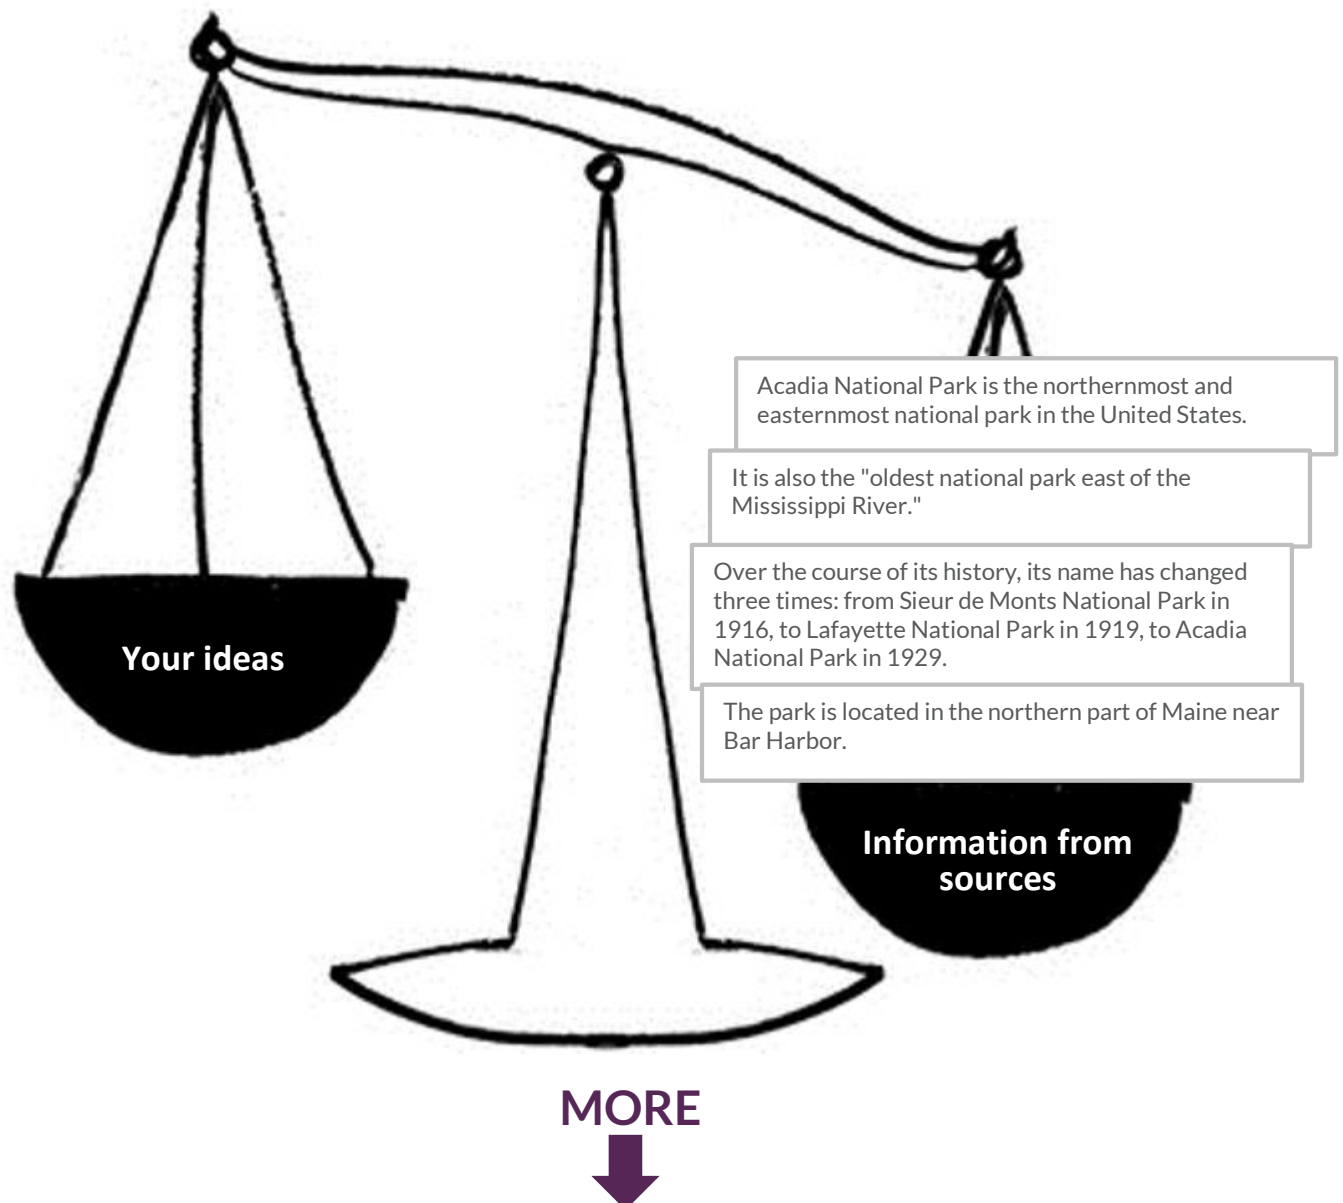 Acadia National Park is the northernmost and
easternmost national park in the United States.
It is also the "oldest national park east of the
Mississippi River."
Over the course of its history, its name has changed
three times: from Sieur de Monts National Park in
1916, to Lafayette National Park in 1919, to Acadia
National Park in 1929.
The park is located in the northern part of Maine near
Bar Harbor.
Your ideas
Information from
sources
MORE